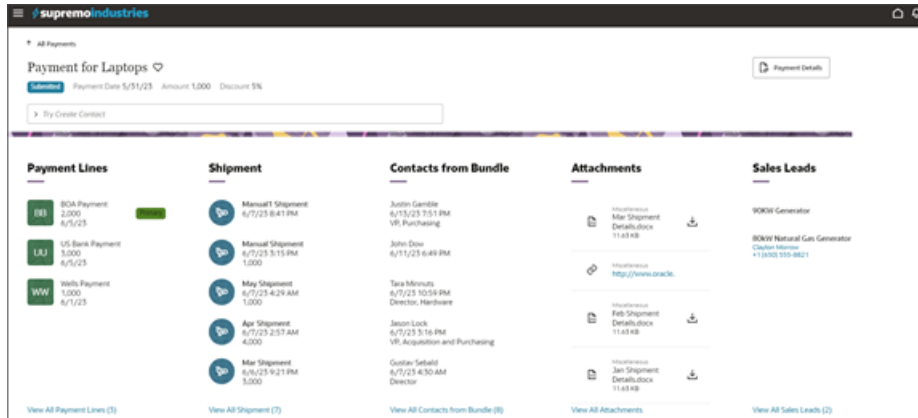 supremoindustries
All Payments
Payment for Laptops
Submitted Payment Date 5/31/23 Amount 1,000 Discount 5%
Payment Details
Try Create Contact
Payment Lines
BB
BOA Payment
2,000
6/5/23
UU
US Bank Payment
3,000
6/5/23
WW
Wells Payment
1,000
6/1/23
View All Payment Lines (3)
Shipment
Manual1 Shipment
6/7/23 8:41 PM
Manual Shipment
6/7/23 3:15 PM
1,000
May Shipment
6/7/23 4:29 AM
1,000
Apr Shipment
6/7/23 2:57 AM
4,000
Mar Shipment
6/6/23 9:21 PM
3,000
View All Shipment (7)
Contacts from Bundle
Justin Gamble
6/13/23 7:51 PM
VP, Purchasing
John Dow
6/11/23 6:49 PM
Tara Minnuts
6/7/23 10:59 PM
Director, Hardware
Jason Lock
6/7/23 3:16 PM
VP, Acquisition and Purchasing
Gustav Sebald
6/7/23 4:30 AM
Director
View All Contacts from Bundle (8)
Attachments
Miscellaneous
Mar Shipment
Details.docx
11.63 KB
Miscellaneous
http://www.oracle.
Miscellaneous
Feb Shipment
Details.docx
11.63 KB
Miscellaneous
Jan Shipment
Details.docx
11.63 KB
View All Attachments
Sales Leads
90KW Generator
80kW Natural Gas Generator
Clayton Morrow
+1 (650) 555-8821
View All Sales Leads (2)